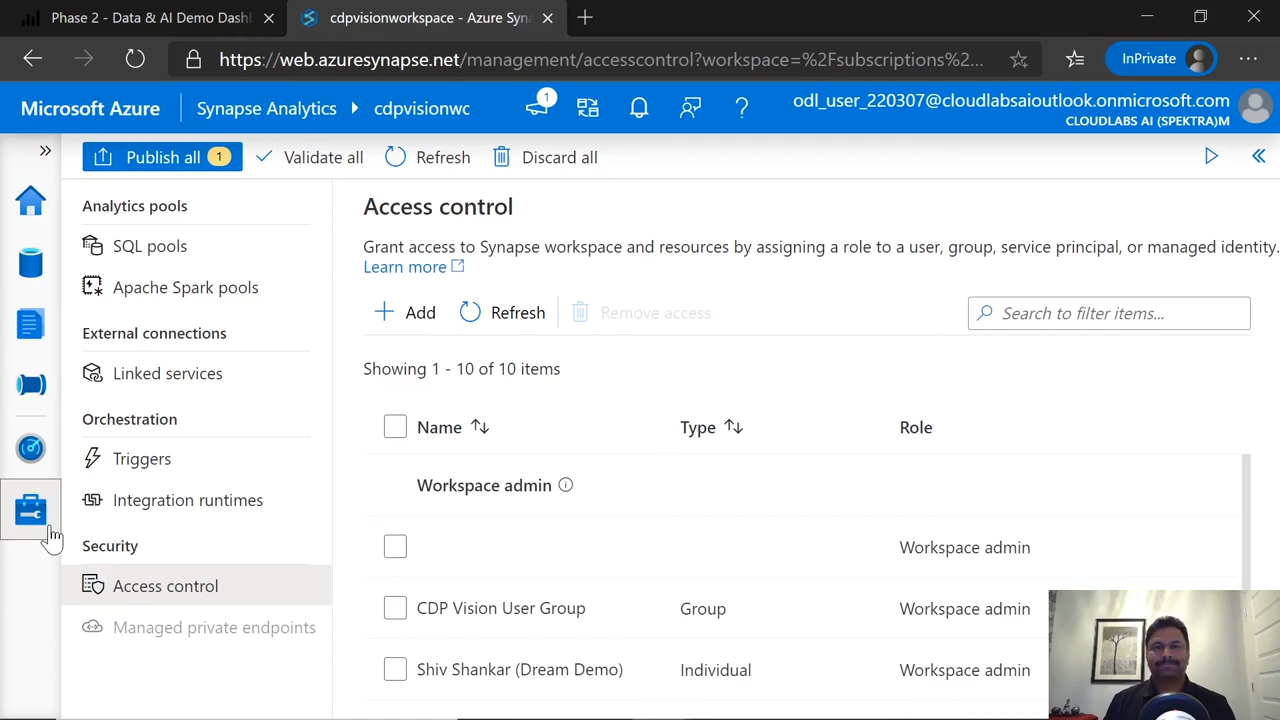 Phase 2 - Data & AI Demo Dashl
cdpvisionworkspace - Azure Syn
https://web.azuresynapse.net/management/accesscontrol?workspace=%2Fsubscriptions%2...
InPrivate
Microsoft Azure
Synapse Analytics
cdpvisionwc
1
odl_user_220307@cloudlabsaioutlook.onmicrosoft.com
CLOUDLABS AI (SPEKTRA)M
Publish all 1
Validate all
Refresh
Discard all
Analytics pools
SQL pools
Apache Spark pools
External connections
Linked services
Orchestration
Triggers
Integration runtimes
Security
Access control
Managed private endpoints
Access control
Grant access to Synapse workspace and resources by assigning a role to a user, group, service principal, or managed identity.
Learn more
Add
Refresh
Remove access
Search to filter items...
Showing 1 - 10 of 10 items
Name
Type
Role
Workspace admin
Workspace admin
CDP Vision User Group
Group
Workspace admin
Shiv Shankar (Dream Demo)
Individual
Workspace admin